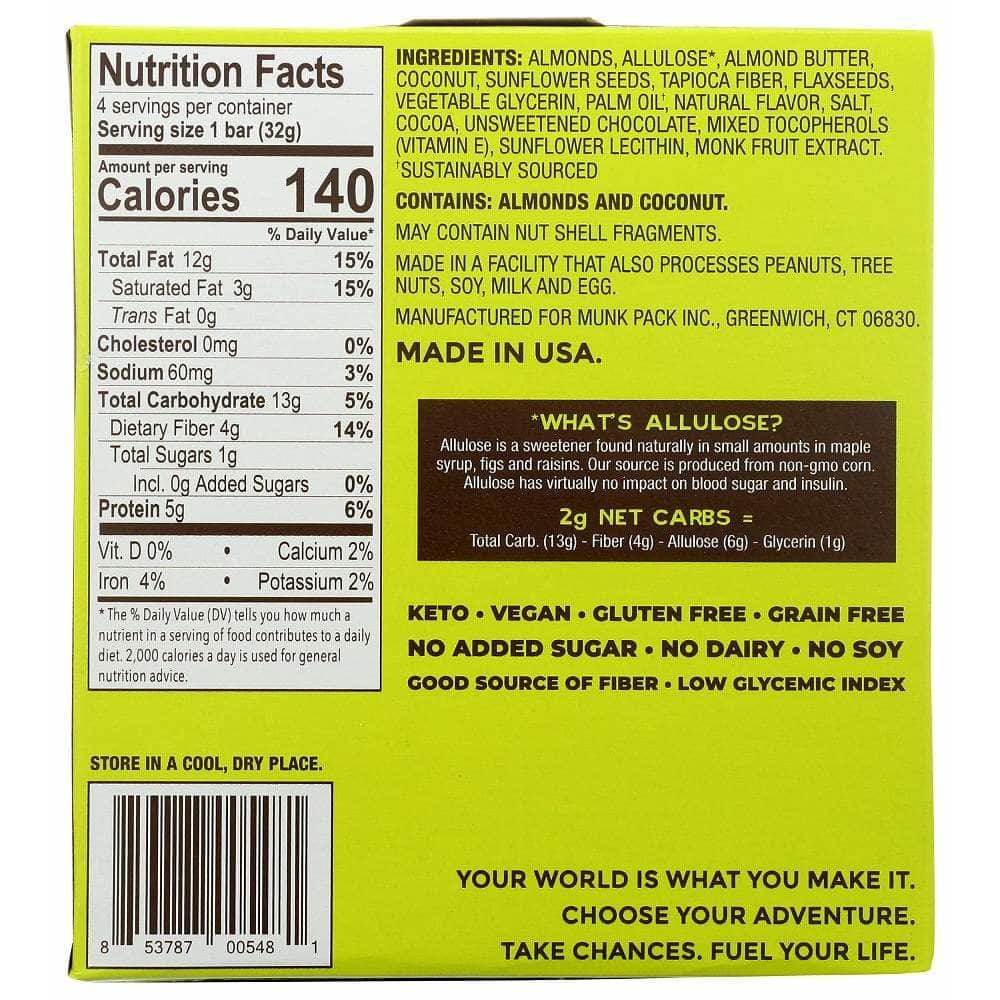 Nutrition Facts
4 servings per container
Serving size 1 bar (32g)
Amount per serving
Calories 140
% Daily Value*
Total Fat 12g 15%
Saturated Fat 3g 15%
Trans Fat 0g
Cholesterol 0mg 0%
Sodium 60mg 3%
Total Carbohydrate 13g 5%
Dietary Fiber 4g 14%
Total Sugars 1g
Incl. 0g Added Sugars 0%
Protein 5g 6%
Vit. D 0% • Calcium 2%
Iron 4% • Potassium 2%
* The % Daily Value (DV) tells you how much a
nutrient in a serving of food contributes to a daily
diet. 2,000 calories a day is used for general
nutrition advice.
INGREDIENTS: ALMONDS, ALLULOSE*, ALMOND BUTTER,
COCONUT, SUNFLOWER SEEDS, TAPIOCA FIBER, FLAXSEEDS,
VEGETABLE GLYCERIN, PALM OIL†, NATURAL FLAVOR, SALT,
COCOA, UNSWEETENED CHOCOLATE, MIXED TOCOPHEROLS
(VITAMIN E), SUNFLOWER LECITHIN, MONK FRUIT EXTRACT.
†SUSTAINABLY SOURCED
CONTAINS: ALMONDS AND COCONUT.
MAY CONTAIN NUT SHELL FRAGMENTS.
MADE IN A FACILITY THAT ALSO PROCESSES PEANUTS, TREE
NUTS, SOY, MILK AND EGG.
MANUFACTURED FOR MUNK PACK INC., GREENWICH, CT 06830.
MADE IN USA.
*WHAT'S ALLULOSE?
Allulose is a sweetener found naturally in small amounts in maple
syrup, figs and raisins. Our source is produced from non-gmo corn.
Allulose has virtually no impact on blood sugar and insulin.
2g NET CARBS =
Total Carb. (13g) - Fiber (4g) - Allulose (6g) - Glycerin (1g)
KETO • VEGAN • GLUTEN FREE • GRAIN FREE
NO ADDED SUGAR • NO DAIRY • NO SOY
GOOD SOURCE OF FIBER • LOW GLYCEMIC INDEX
STORE IN A COOL, DRY PLACE.
8 53787 00548 1
YOUR WORLD IS WHAT YOU MAKE IT.
CHOOSE YOUR ADVENTURE.
TAKE CHANCES. FUEL YOUR LIFE.